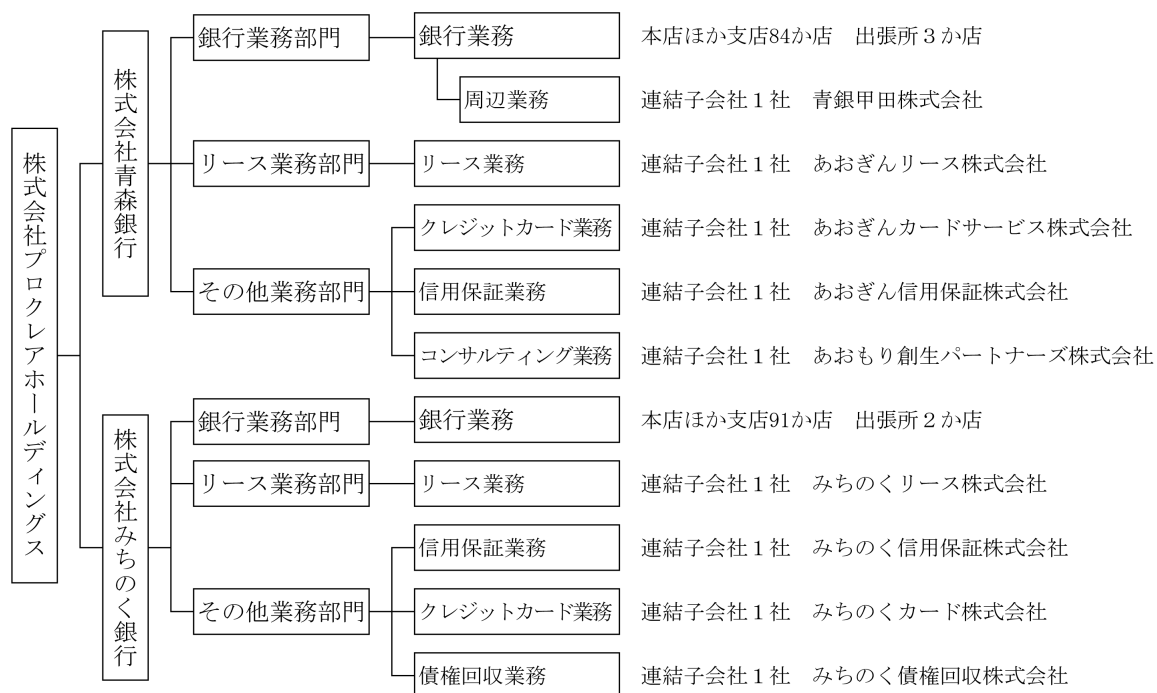 株式会社プロクレアホールディングス
株式会社青森銀行
銀行業務部門
銀行業務
本店ほか支店84か店　出張所３か店
周辺業務
連結子会社１社　青銀甲田株式会社
リース業務部門
リース業務
連結子会社１社　あおぎんリース株式会社
その他業務部門
クレジットカード業務
連結子会社１社　あおぎんカードサービス株式会社
信用保証業務
連結子会社１社　あおぎん信用保証株式会社
コンサルティング業務
連結子会社１社　あおもり創生パートナーズ株式会社
株式会社みちのく銀行
銀行業務部門
銀行業務
本店ほか支店91か店　出張所２か店
リース業務部門
リース業務
連結子会社１社　みちのくリース株式会社
その他業務部門
信用保証業務
連結子会社１社　みちのく信用保証株式会社
クレジットカード業務
連結子会社１社　みちのくカード株式会社
債権回収業務
連結子会社１社　みちのく債権回収株式会社